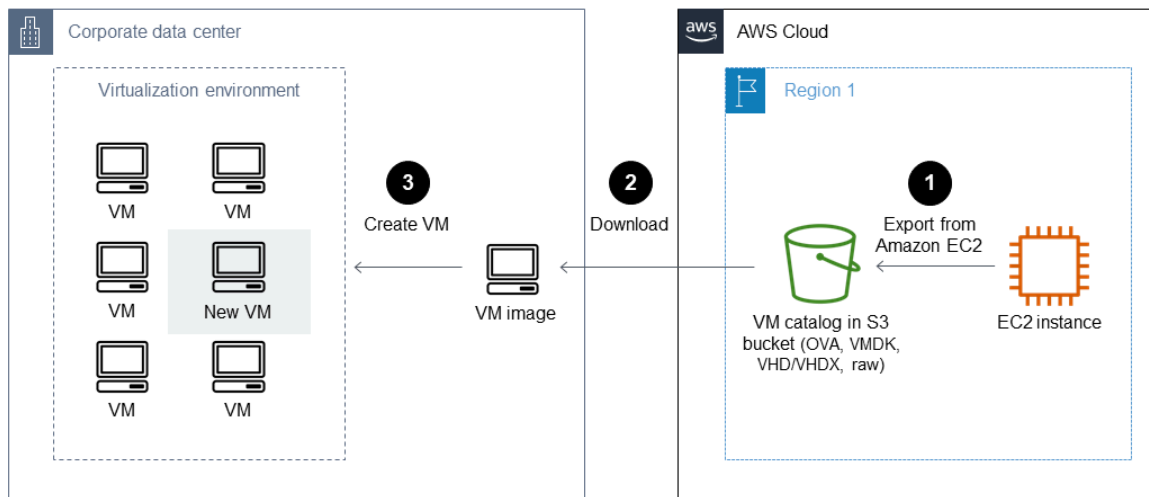 Corporate data center
aws
AWS Cloud
Virtualization environment
Region 1
VM
VM
3
2
1
Create VM
Download
Export from
Amazon EC2
VM
New VM
VM image
VM catalog in S3
bucket (OVA, VMDK,
VHD/VHDX, raw)
EC2 instance
VM
VM